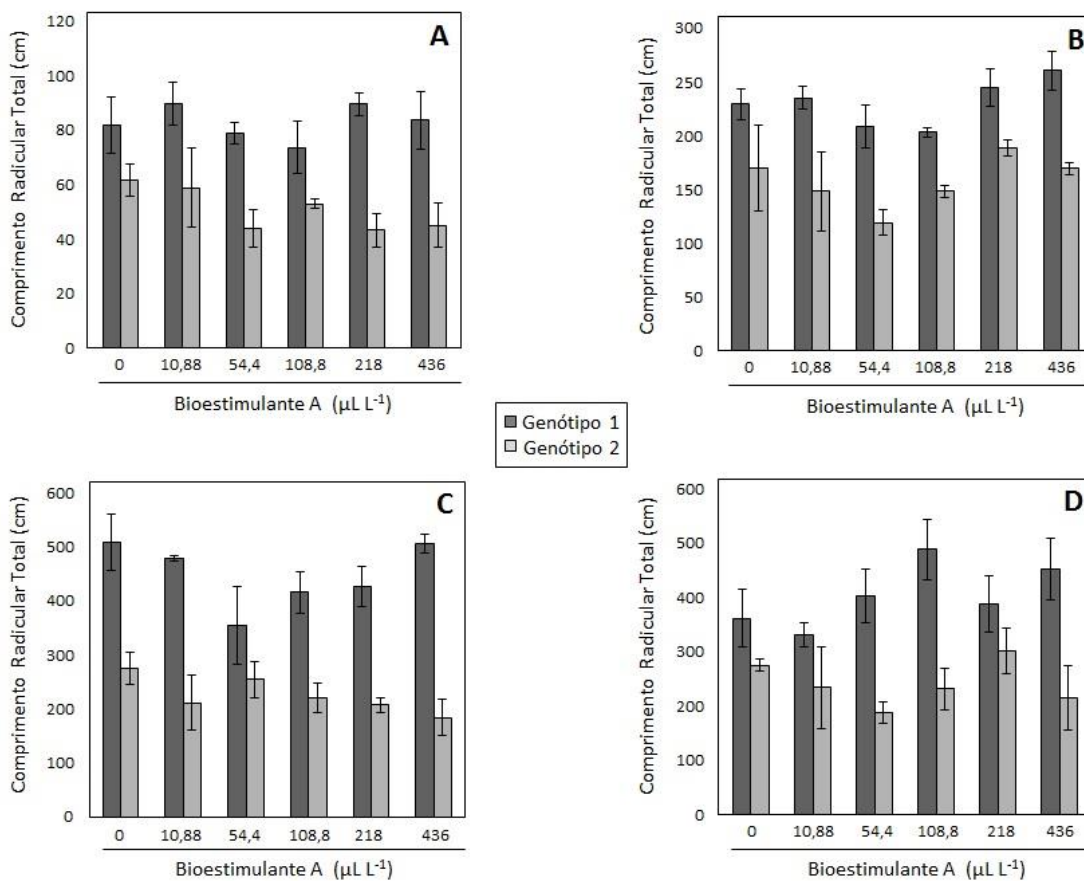 A
Comprimento Radicular Total (cm)
120
100
80
60
40
20
0
0 10,88 54,4 108,8 218 436
Bioestimulante A (µL L⁻¹)
B
Comprimento Radicular Total (cm)
300
250
200
150
100
50
0
0 10,88 54,4 108,8 218 436
Bioestimulante A (µL L⁻¹)
Genótipo 1
Genótipo 2
C
Comprimento Radicular Total (cm)
600
500
400
300
200
100
0
0 10,88 54,4 108,8 218 436
Bioestimulante A (µL L⁻¹)
D
Comprimento Radicular Total (cm)
600
500
400
300
200
100
0
0 10,88 54,4 108,8 218 436
Bioestimulante A (µL L⁻¹)